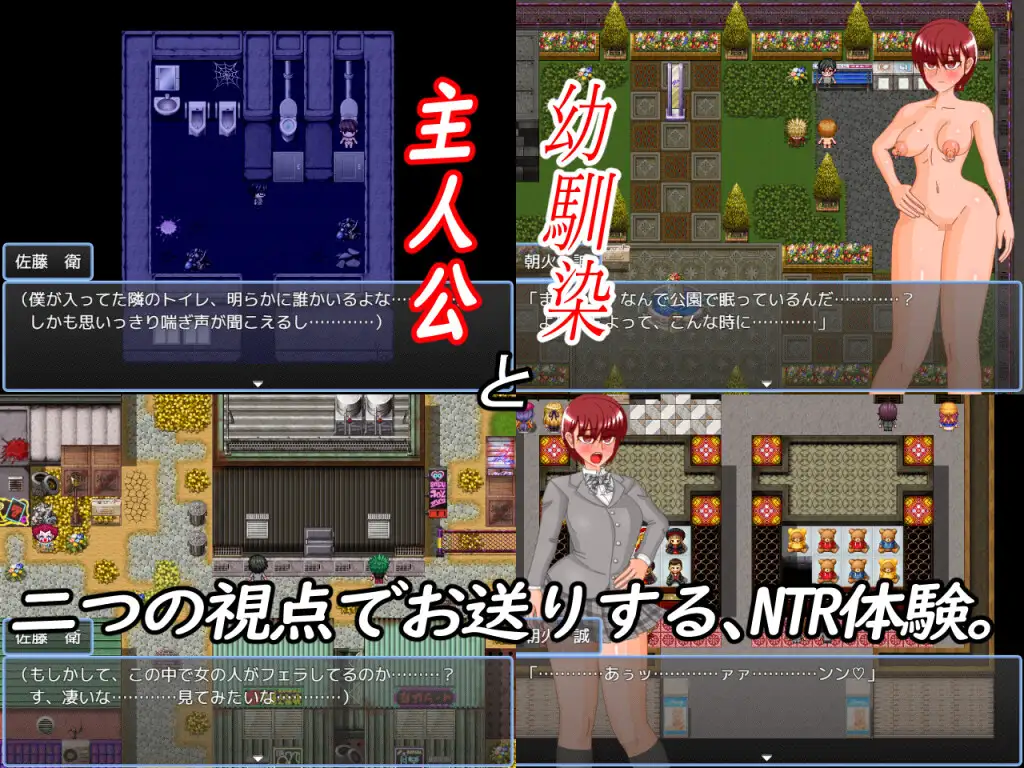 主人公
幼馴染
佐藤 衛
(僕が入ってた隣のトイレ、明らかに誰かいるよな…
しかも思いっきり喘ぎ声が聞こえるし…………)
朝火
なんで公園で眠っているんだ…………?
よって、こんな時に…………」
と
二つの視点でお送りする、NTR体験。
佐藤 衛
(もしかして、この中で女の人がフェラしてるのか………?
す、凄いな…………見てみたいな…………)
朝火 誠
「…………あぅッ…………ァァ…………ンン♡」